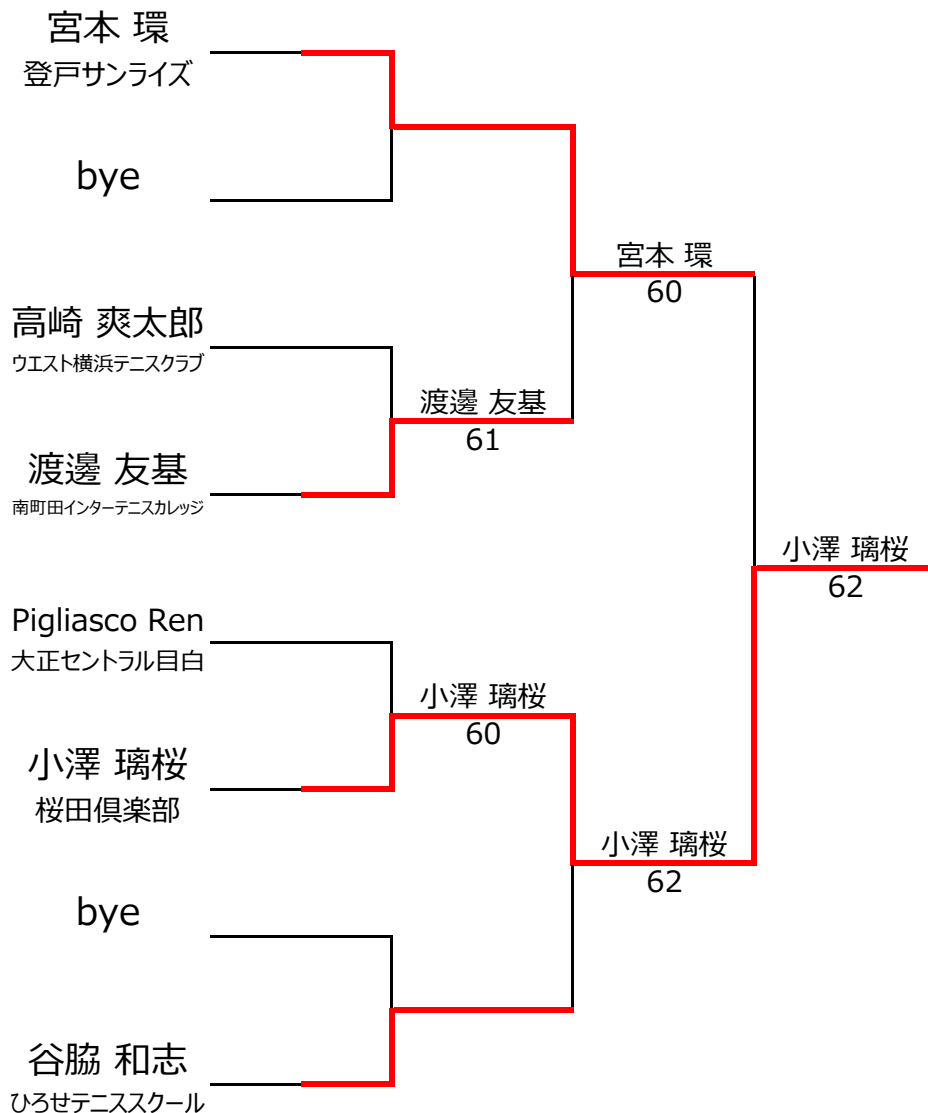 宮本 環
登戸サンライズ
bye
高崎 爽太郎
ウエスト横浜テニスクラブ
渡邊 友基
南町田インターテニスカレッジ
Pigliasco Ren
大正セントラル目白
小澤 璃桜
桜田倶楽部
bye
谷脇 和志
ひろせテニススクール
渡邊 友基
61
小澤 璃桜
60
宮本 環
60
小澤 璃桜
62
小澤 璃桜
62